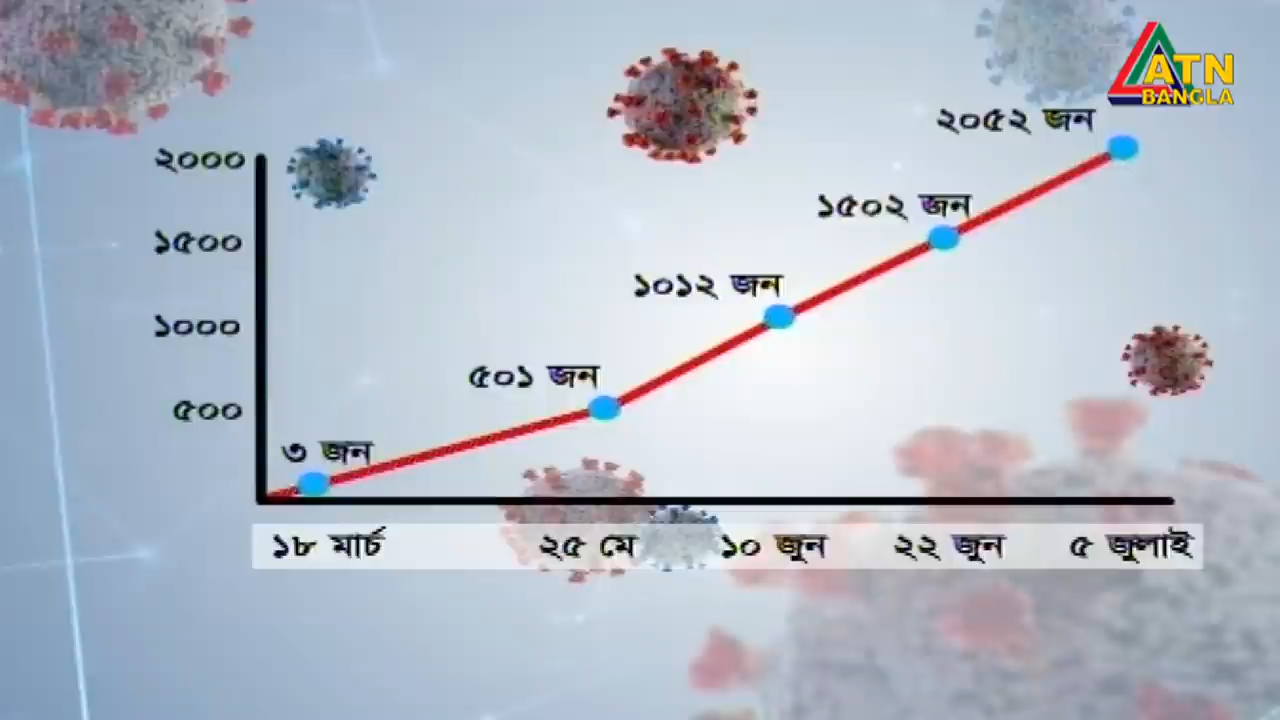 ATN
BANGLA
২০৫২ জন
২০০০
১৫০২ জন
১৫০০
১০১২ জন
১০০০
৫০১ জন
৫০০
৩ জন
১৮ মার্চ ২৫ মে ১০ জুন ২২ জুন ৫ জুলাই